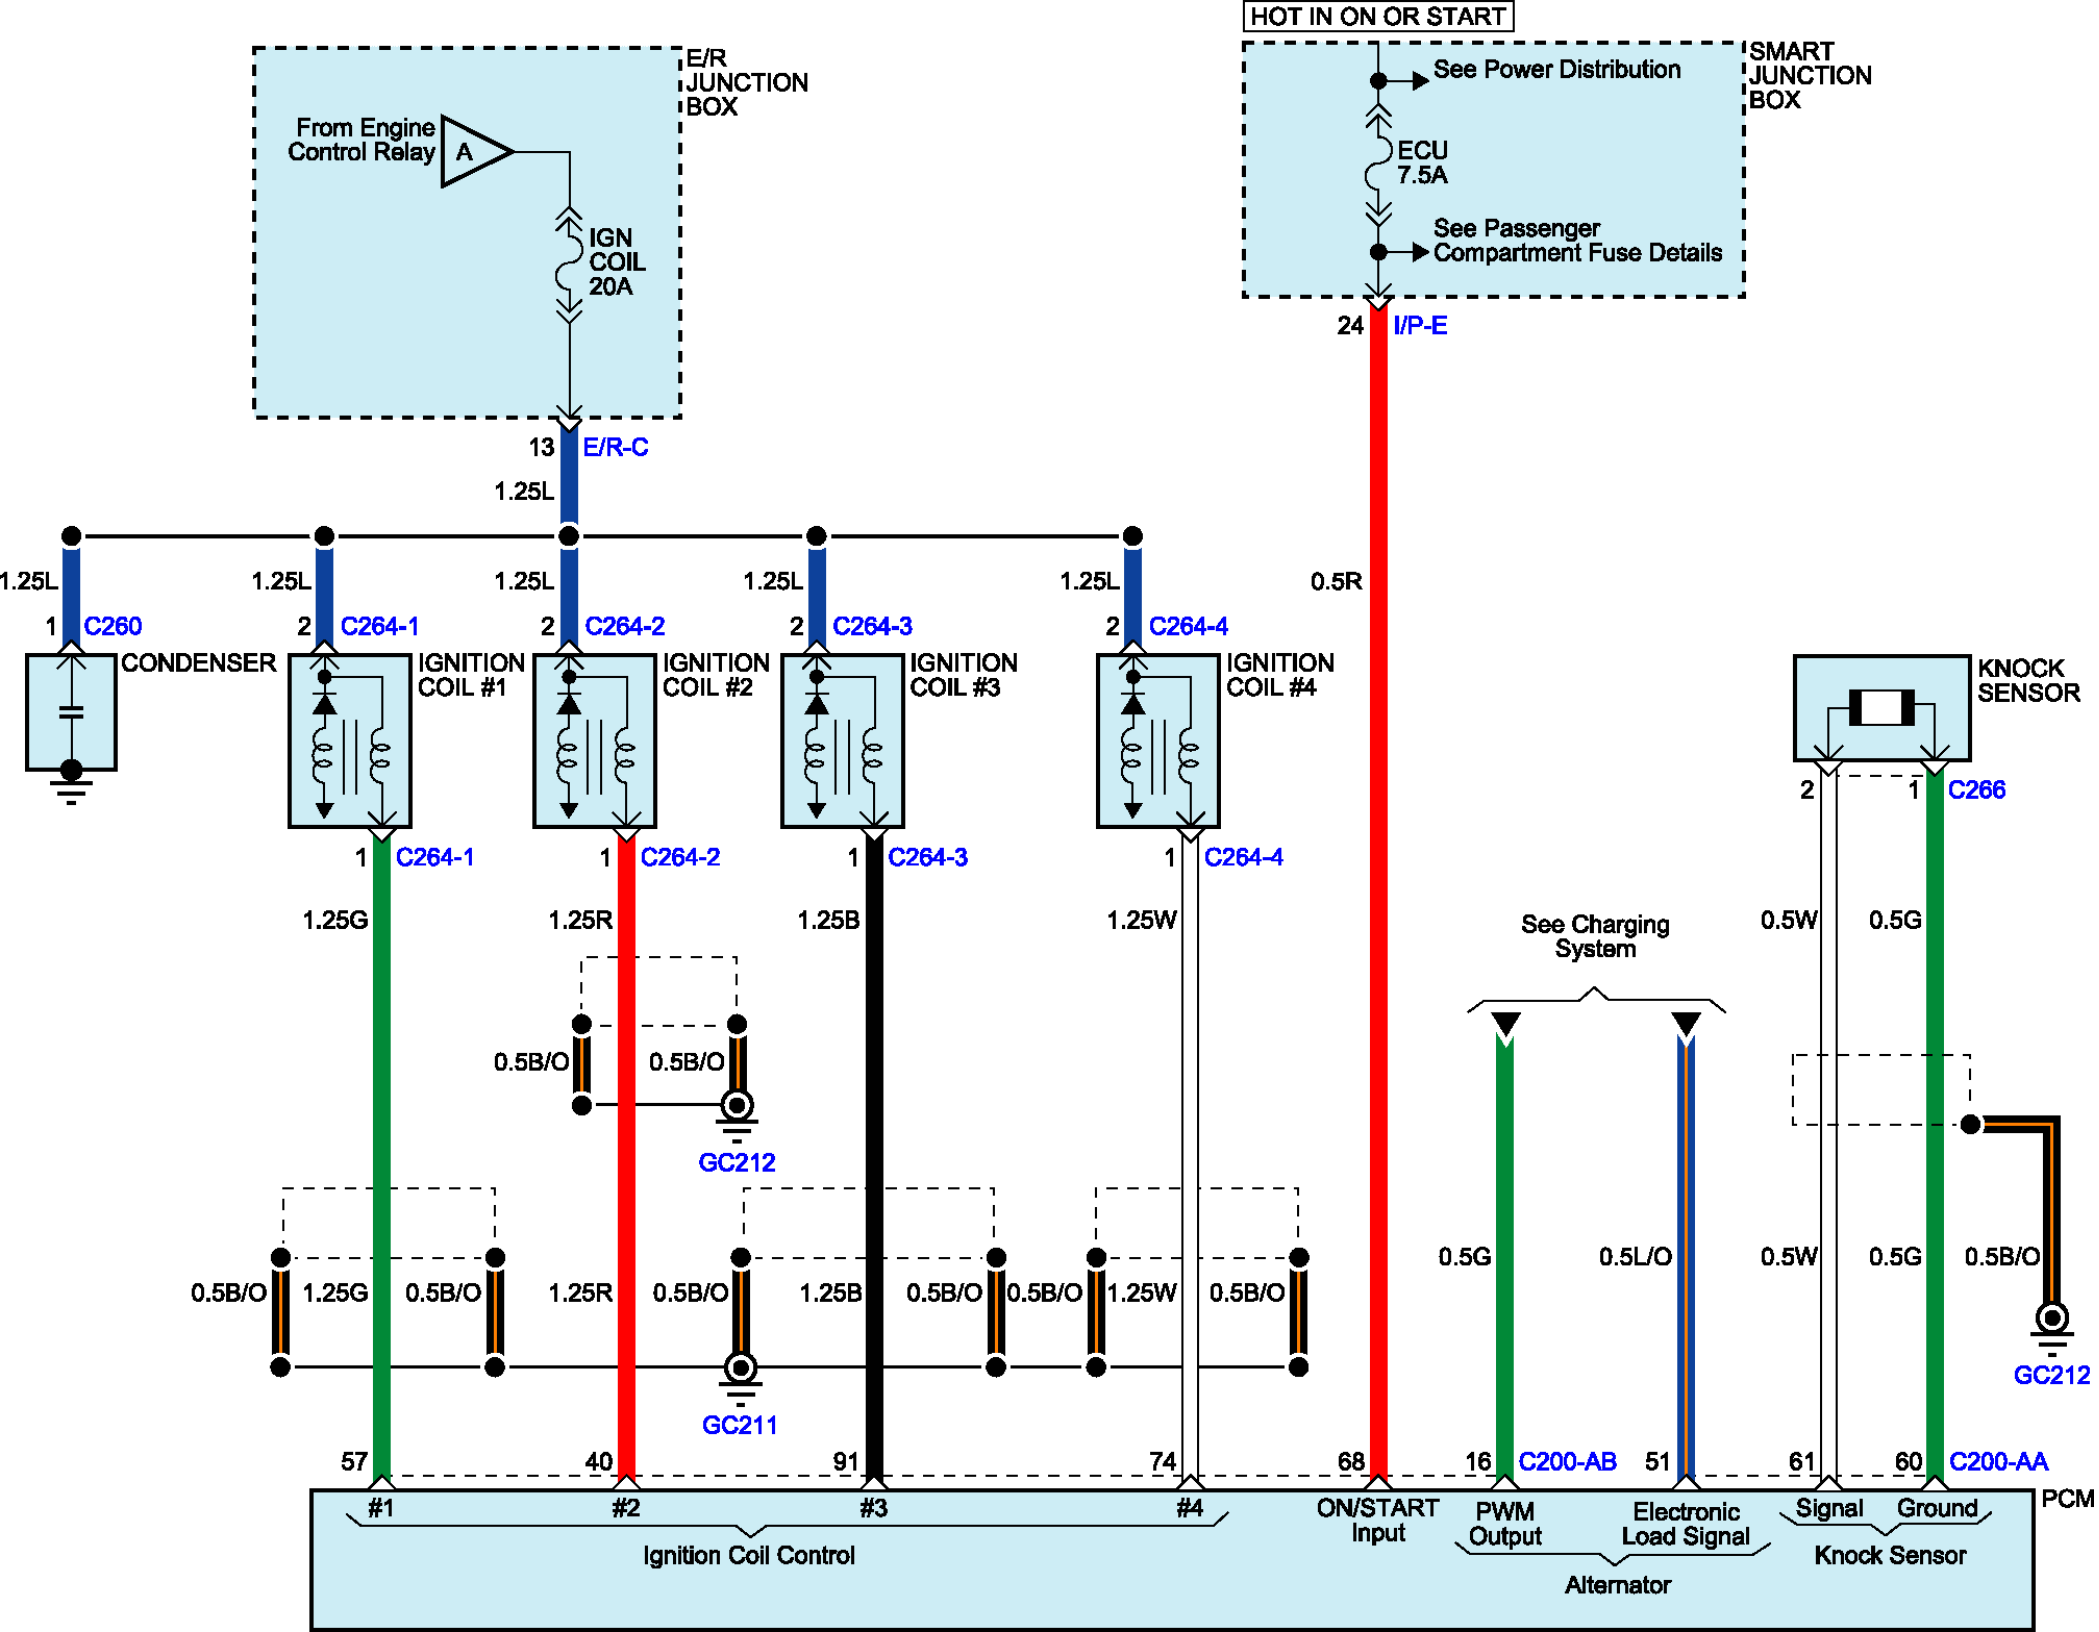 HOT IN ON OR START
E/R
JUNCTION
BOX
From Engine
Control Relay
A
IGN
COIL
20A
SMART
JUNCTION
BOX
See Power Distribution
ECU
7.5A
See Passenger
Compartment Fuse Details
24 I/P-E
13 E/R-C
1.25L
1.25L 1.25L 1.25L 1.25L 1.25L 0.5R
1 C260 2 C264-1 2 C264-2 2 C264-3 2 C264-4
CONDENSER
IGNITION
COIL #1
IGNITION
COIL #2
IGNITION
COIL #3
IGNITION
COIL #4
KNOCK
SENSOR
2 1 C266
1 C264-1 1 C264-2 1 C264-3 1 C264-4
1.25G 1.25R 1.25B 1.25W 0.5W 0.5G
See Charging
System
0.5B/O 0.5B/O
GC212
0.5G 0.5L/O 0.5W 0.5G 0.5B/O
0.5B/O 1.25G 0.5B/O 1.25R 0.5B/O 1.25B 0.5B/O 0.5B/O 1.25W 0.5B/O
GC212
GC211
57 40 91 74 68 16 C200-AB 51 61 60 C200-AA
PCM
#1 #2 #3 #4
Ignition Coil Control
ON/START
Input
PWM
Output
Electronic
Load Signal
Alternator
Signal Ground
Knock Sensor